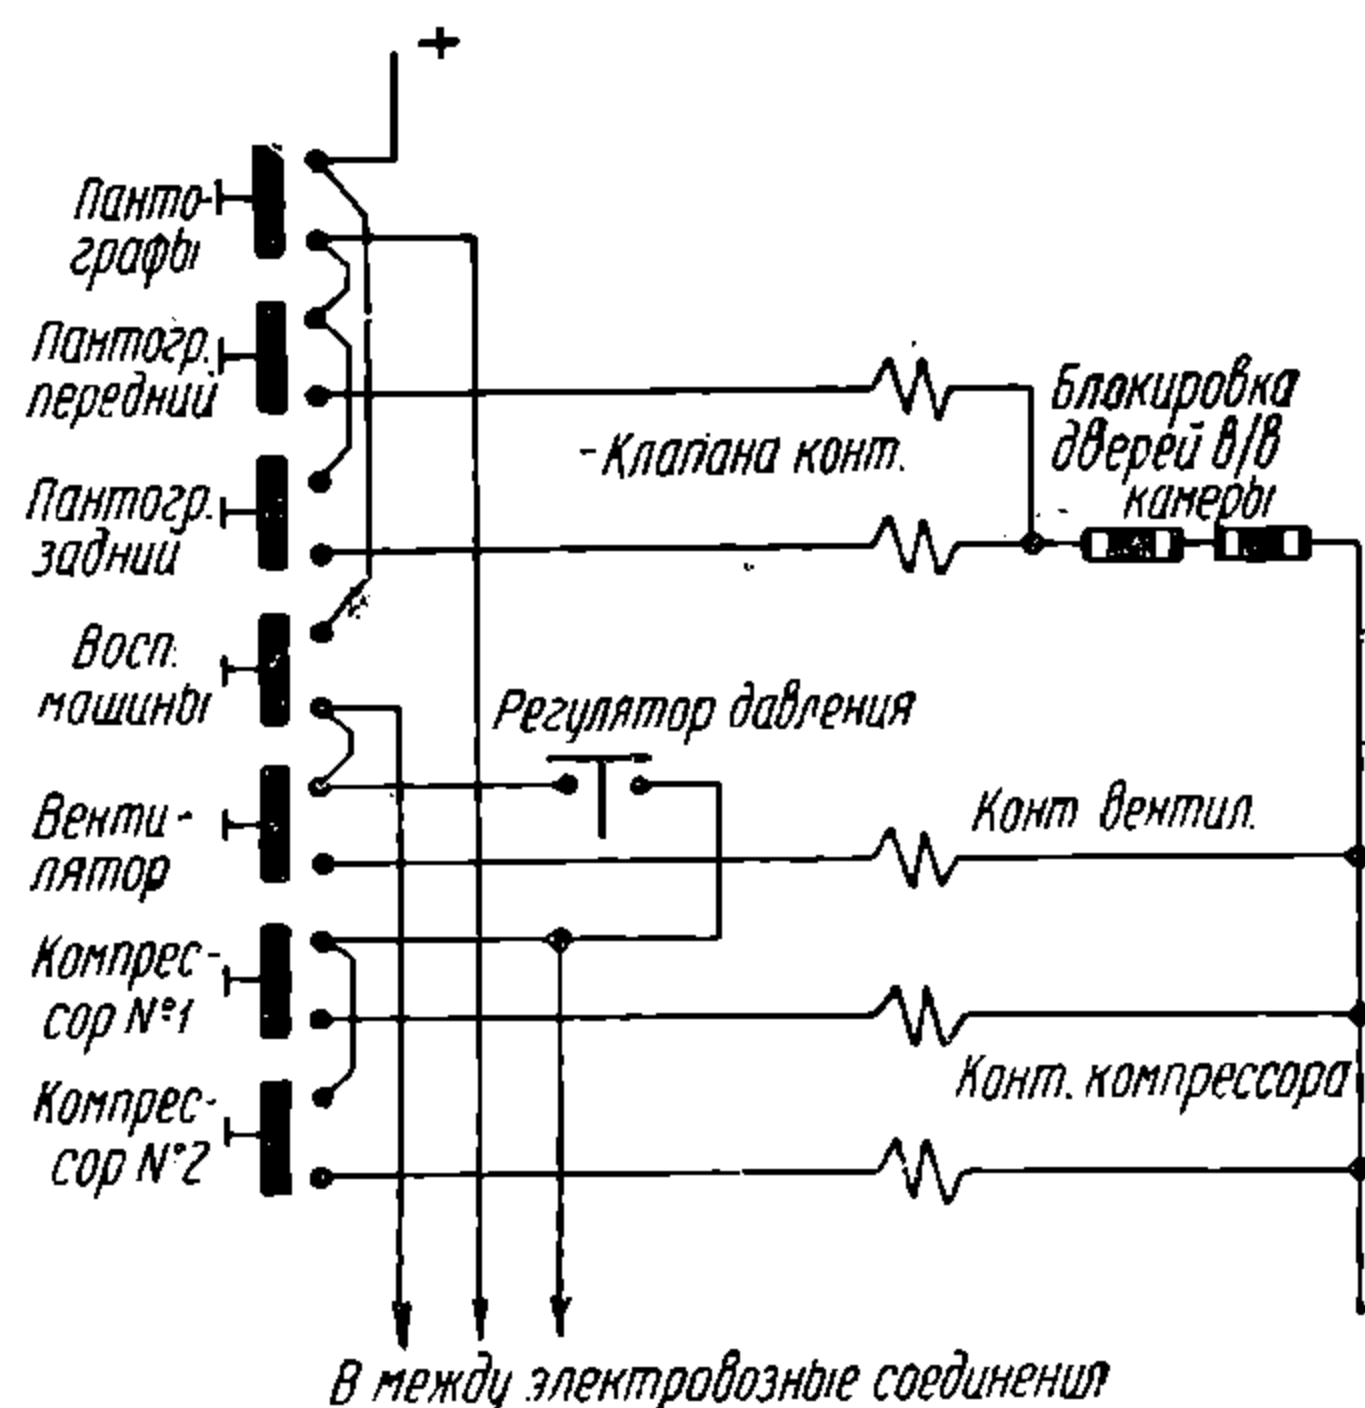 +
Панто-
графы
Пантогр.
передний
Блокировка
дверей в/в
камеры
-Клапана конт.
Пантогр.
задний
Восп.
машины
Регулятор давления
Венти-
лятор
Конт вентил.
Компрес-
сор №1
Конт. компрессора
Компрес-
сор №2
В между электровозные соединения